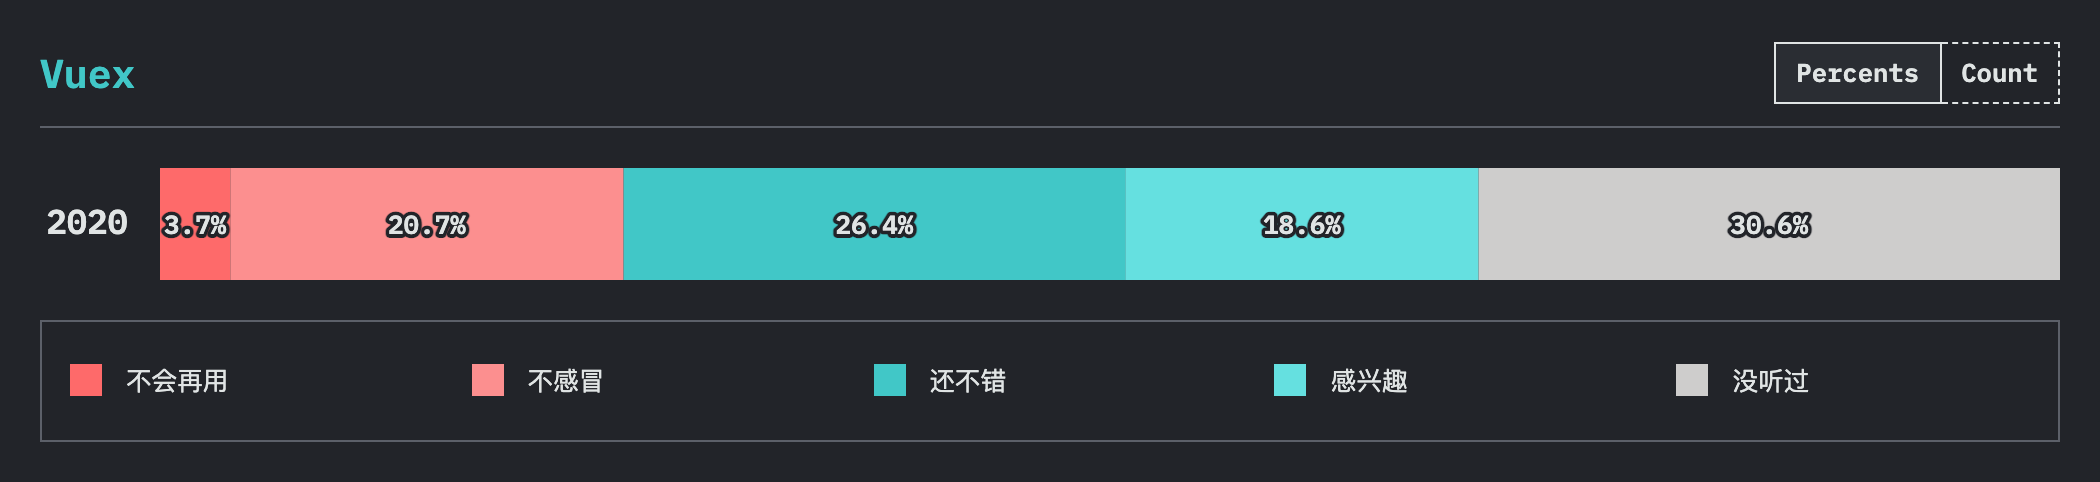 Vuex
Percents Count
2020 3.7% 20.7% 26.4% 18.6% 30.6%
不会再用 不感冒 还不错 感兴趣 没听过